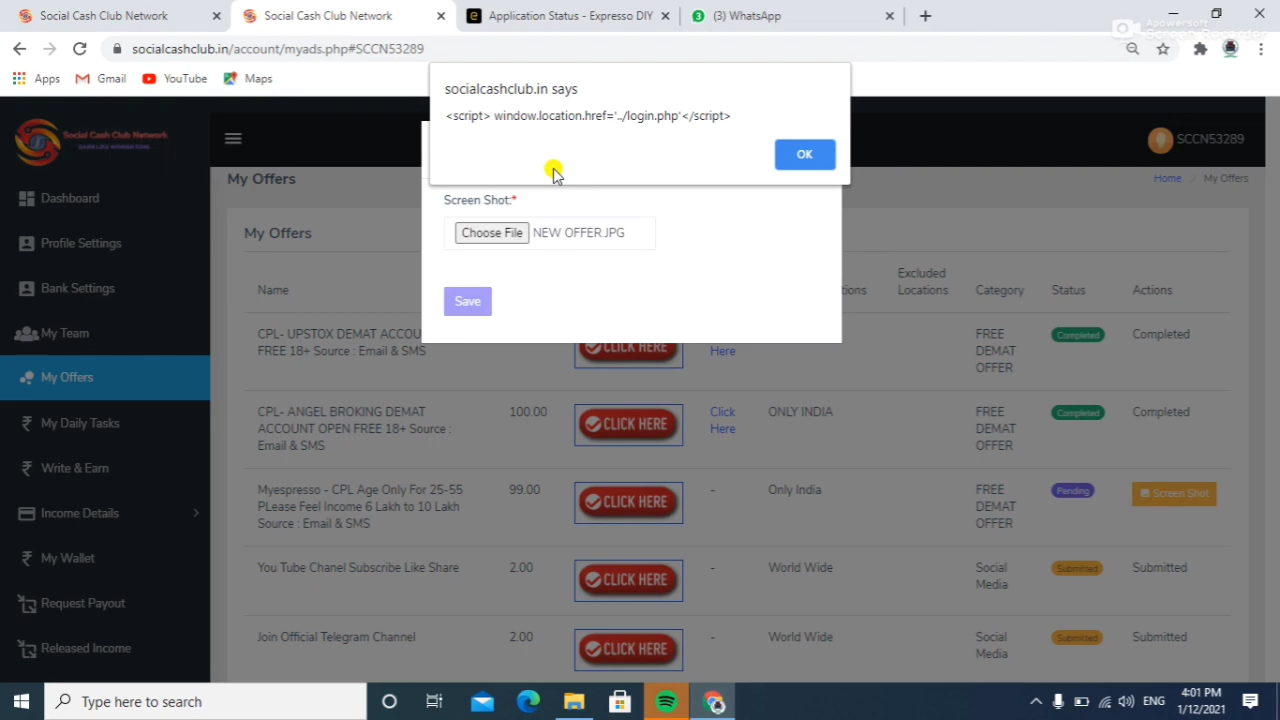 Social Cash Club Network
Social Cash Club Network
Application Status - Expresso DIY
(3) WhatsApp
Apowersoft
Screen Recorder
socialcashclub.in/account/myads.php#SCCN53289
Apps
Gmail
YouTube
Maps
socialcashclub.in says
<script> window.location.href='../login.php'</script>
OK
Social Cash Club Network
SCCN53289
My Offers
Home / My Offers
Dashboard
Profile Settings
Bank Settings
My Team
My Offers
My Daily Tasks
Write & Earn
Income Details
My Wallet
Request Payout
Released Income
Screen Shot:*
Choose File NEW OFFER.JPG
Save
My Offers
Name
Excluded
Locations
Category
Status
Actions
CPL- UPSTOX DEMAT ACCOU
FREE 18+ Source : Email & SMS
CLICK HERE
Here
FREE
DEMAT
OFFER
Completed
Completed
CPL- ANGEL BROKING DEMAT
ACCOUNT OPEN FREE 18+ Source :
Email & SMS
100.00
CLICK HERE
Click
Here
ONLY INDIA
FREE
DEMAT
OFFER
Completed
Completed
Myespresso - CPL Age Only For 25-55
PLease Feel Income 6 Lakh to 10 Lakh
Source : Email & SMS
99.00
CLICK HERE
-
Only India
FREE
DEMAT
OFFER
Pending
Screen Shot
You Tube Chanel Subscribe Like Share
2.00
CLICK HERE
-
World Wide
Social
Media
Submitted
Submitted
Join Official Telegram Channel
2.00
CLICK HERE
-
World Wide
Social
Media
Submitted
Submitted
Type here to search
ENG
4:01 PM
1/12/2021